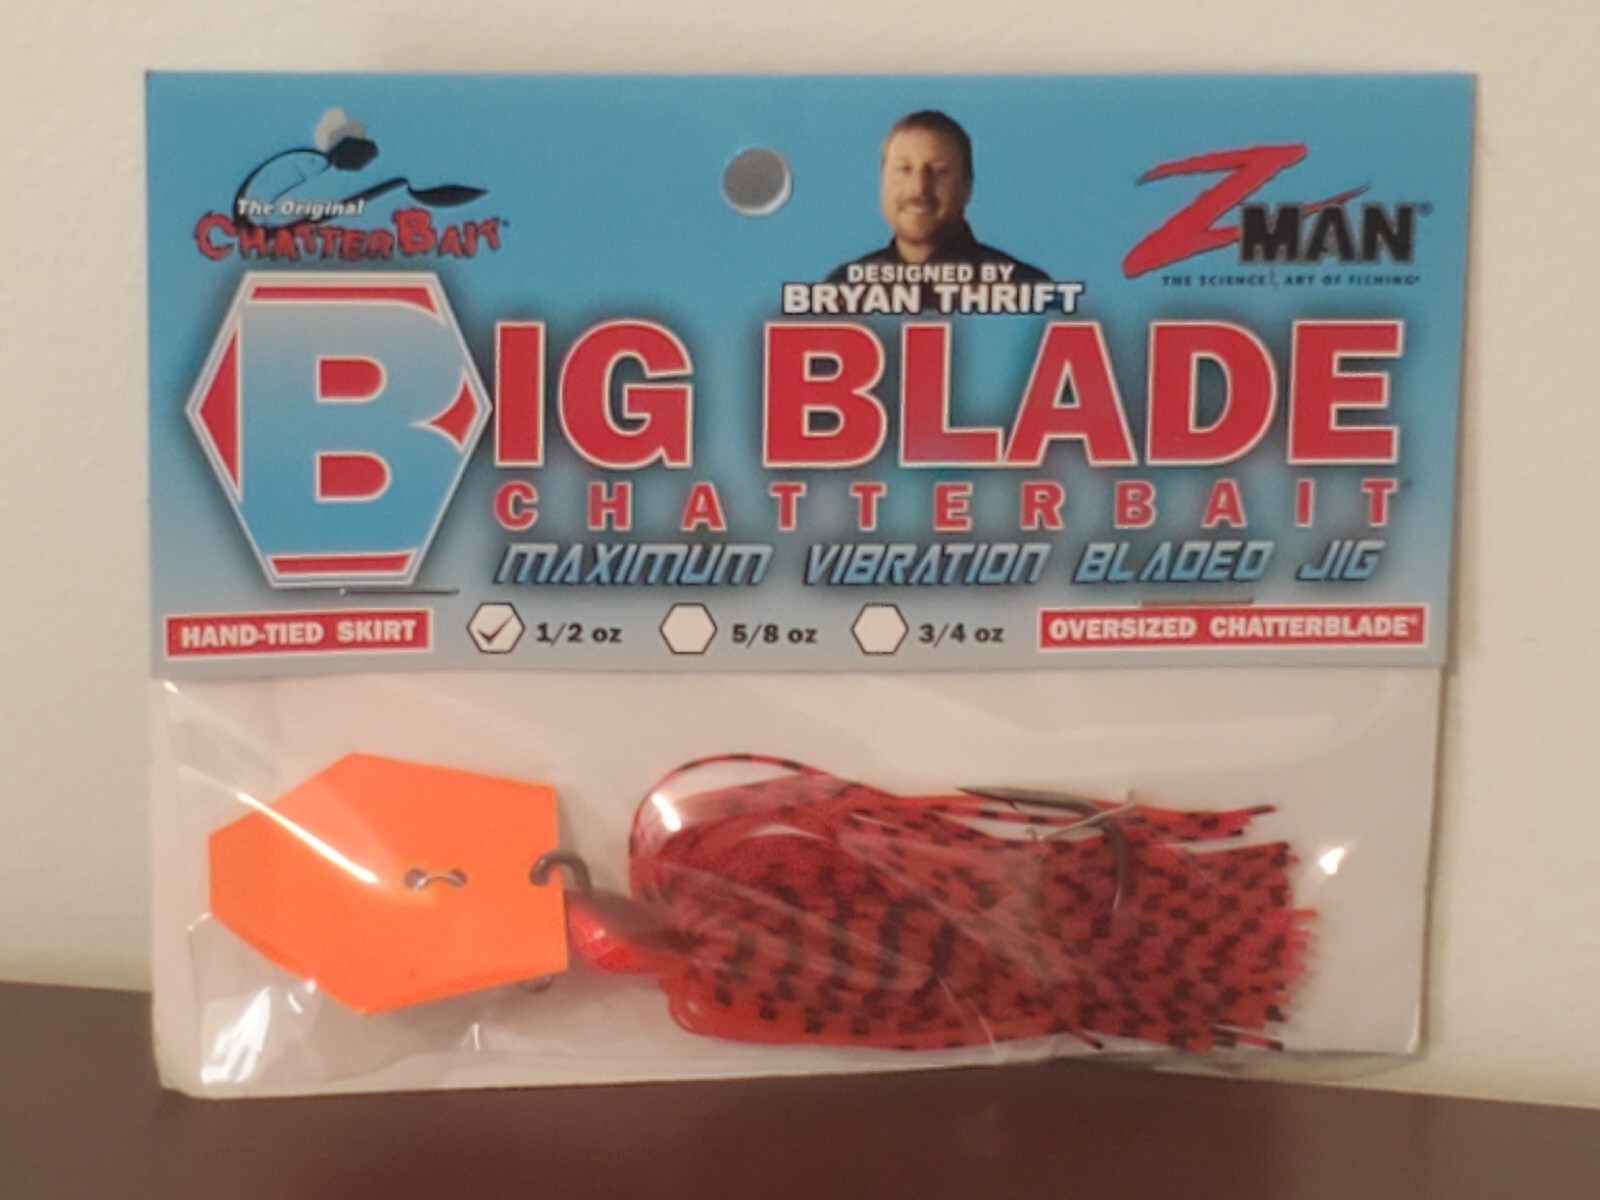 The Original
CHATTERBAIT
DESIGNED BY
BRYAN THRIFT
Z MAN®
THE SCIENCE & ART OF FISHING®
BIG BLADE
CHATTERBAIT
MAXIMUM VIBRATION BLADED JIG
HAND-TIED SKIRT
1/2 oz
5/8 oz
3/4 oz
OVERSIZED CHATTERBLADE®